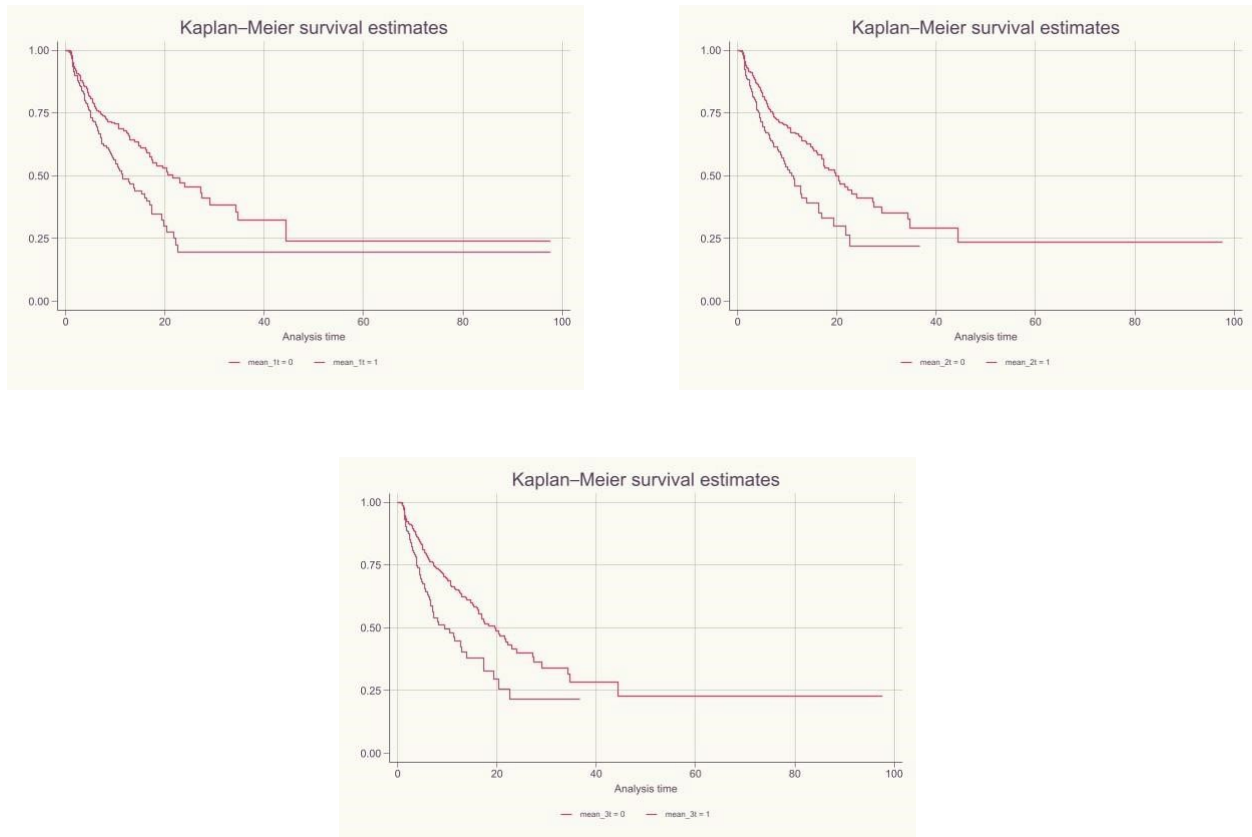 Kaplan–Meier survival estimates
1.00
0.75
0.50
0.25
0.00
0 20 40 60 80 100
Analysis time
mean_1t = 0 mean_1t = 1
Kaplan–Meier survival estimates
1.00
0.75
0.50
0.25
0.00
0 20 40 60 80 100
Analysis time
mean_2t = 0 mean_2t = 1
Kaplan–Meier survival estimates
1.00
0.75
0.50
0.25
0.00
0 20 40 60 80 100
Analysis time
mean_3t = 0 mean_3t = 1